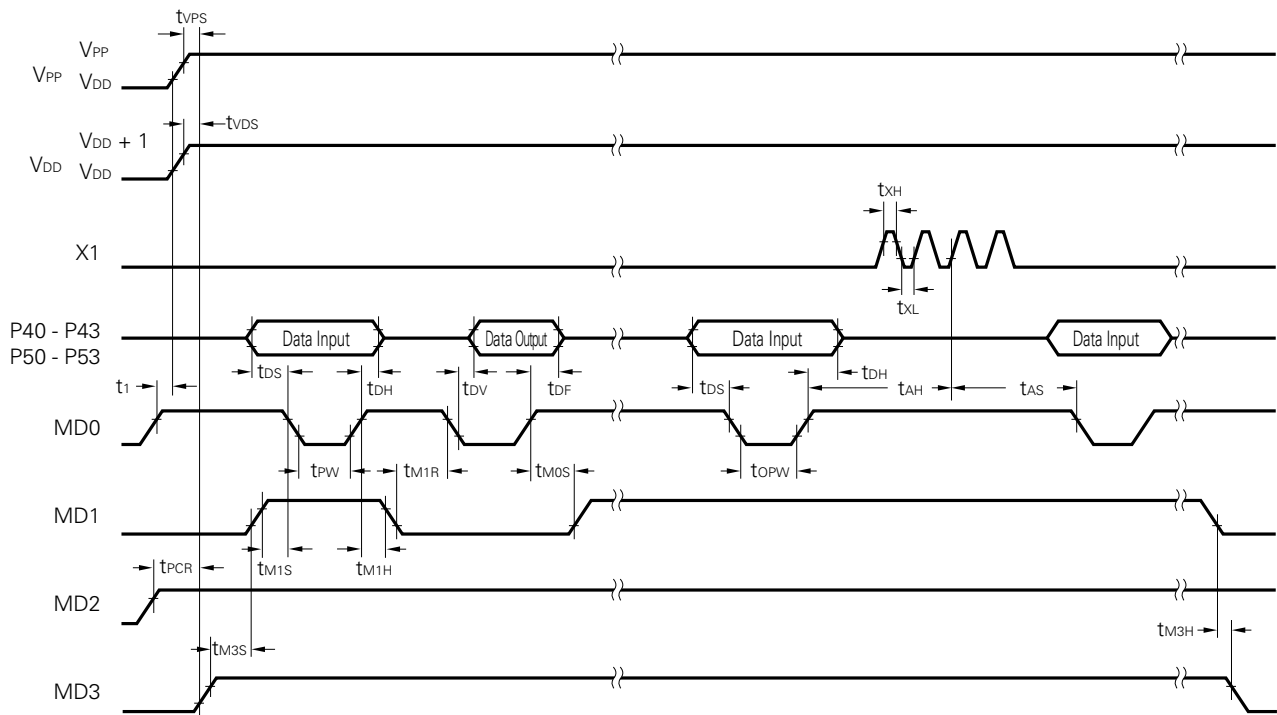 tVPS
VPP
VPP VDD
tVDS
VDD + 1
VDD VDD
tXH
X1
tXL
P40 - P43
P50 - P53
Data Input
Data Output
Data Input
Data Input
t1
tDS
tDH
tDV
tDF
tDS
tDH
tAH
tAS
MD0
tPW
tM1R
tM0S
tOPW
MD1
tPCR
tM1S
tM1H
MD2
tM3S
tM3H
MD3